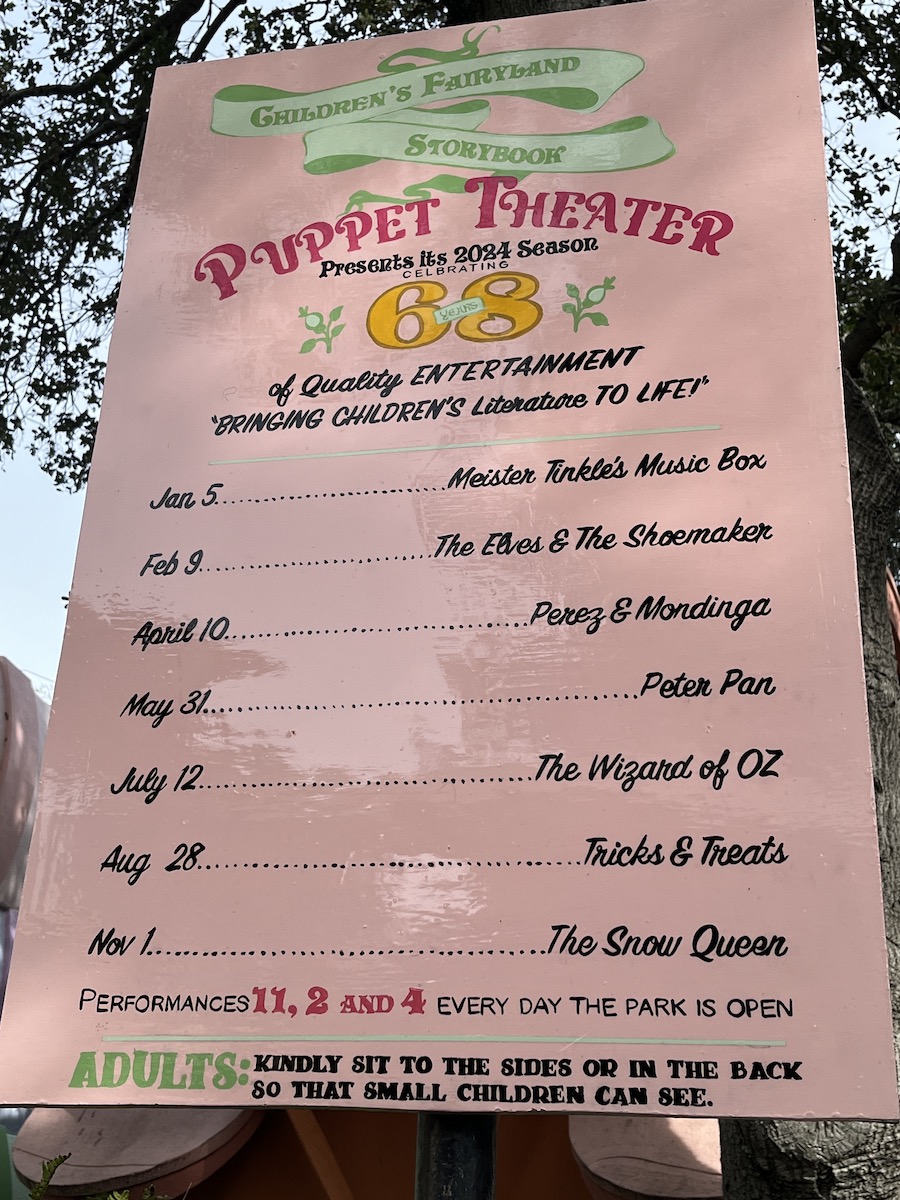 CHILDREN'S FAIRYLAND
STORYBOOK
PUPPET THEATER
Presents its 2024 Season
CELEBRATING
68
YEARS
of Quality ENTERTAINMENT
"BRINGING CHILDREN'S Literature TO LIFE!"
Jan 5..............................Meister Tinkle's Music Box
Feb 9..............................The Elves & The Shoemaker
April 10..............................Perez & Mondinga
May 31..............................Peter Pan
July 12..............................The Wizard of OZ
Aug 28..............................Tricks & Treats
Nov 1..............................The Snow Queen
PERFORMANCES 11, 2 AND 4 EVERY DAY THE PARK IS OPEN
ADULTS: KINDLY SIT TO THE SIDES OR IN THE BACK
SO THAT SMALL CHILDREN CAN SEE.